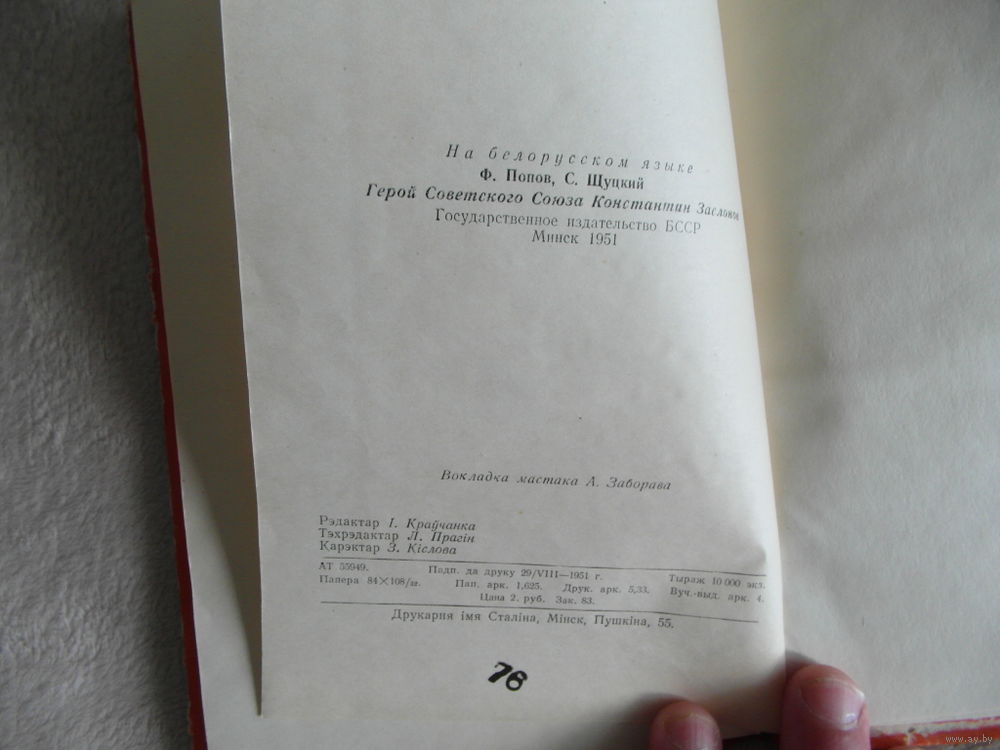 На белорусском языке
Ф. Попов, С. Щуцкий
Герой Советского Союза Константин Заслонов
Государственное издательство БССР
Минск 1951
Вокладка мастака А. Заборава
Рэдактар І. Краўчанка
Тэхрэдактар Л. Прагін
Карэктар З. Кіслова
АТ 55949. Падп. да друку 29/VIII—1951 г. Тыраж 10 000 экз.
Папера 84×108/32. Пап. арк. 1,625. Друк. арк. 5,33. Вуч.-выд. арк. 4.
Цана 2. руб. Зак. 83.
Друкарня імя Сталіна, Мінск, Пушкіна, 55.
76
www.ay.by